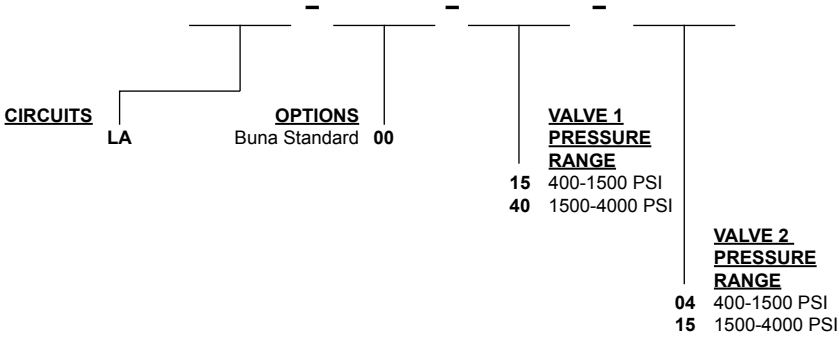 – – –
CIRCUITS
LA
OPTIONS
Buna Standard 00
VALVE 1
PRESSURE
RANGE
15 400-1500 PSI
40 1500-4000 PSI
VALVE 2
PRESSURE
RANGE
04 400-1500 PSI
15 1500-4000 PSI